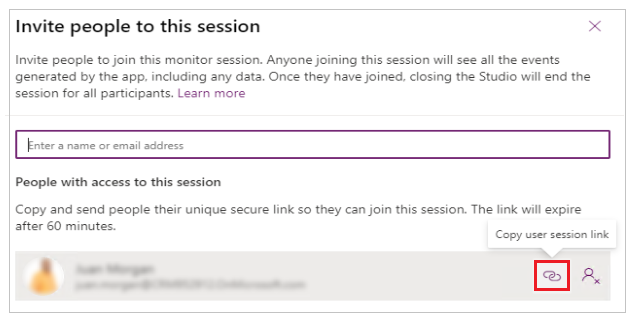 Invite people to this session
Invite people to join this monitor session. Anyone joining this session will see all the events
generated by the app, including any data. Once they have joined, closing the Studio will end the
session for all participants. Learn more
Enter a name or email address
People with access to this session
Copy and send people their unique secure link so they can join this session. The link will expire
after 60 minutes.
Copy user session link